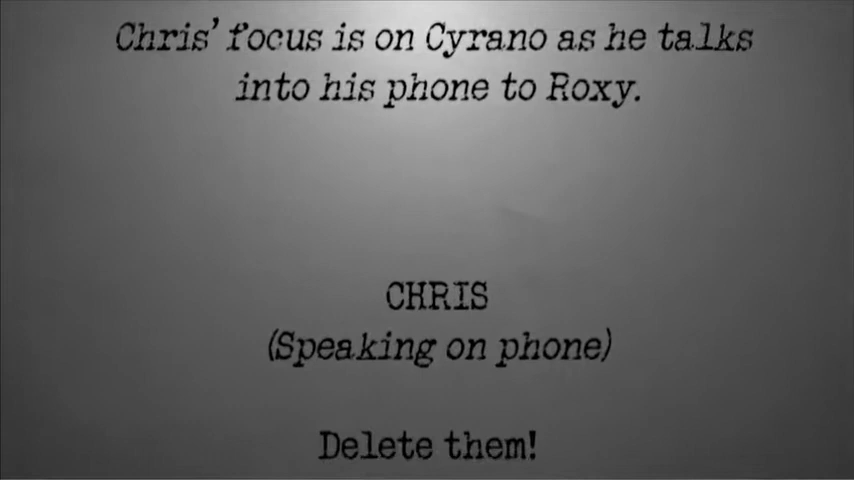 Chris' focus is on Cyrano as he talks
into his phone to Roxy.
CHRIS
(Speaking on phone)
Delete them!